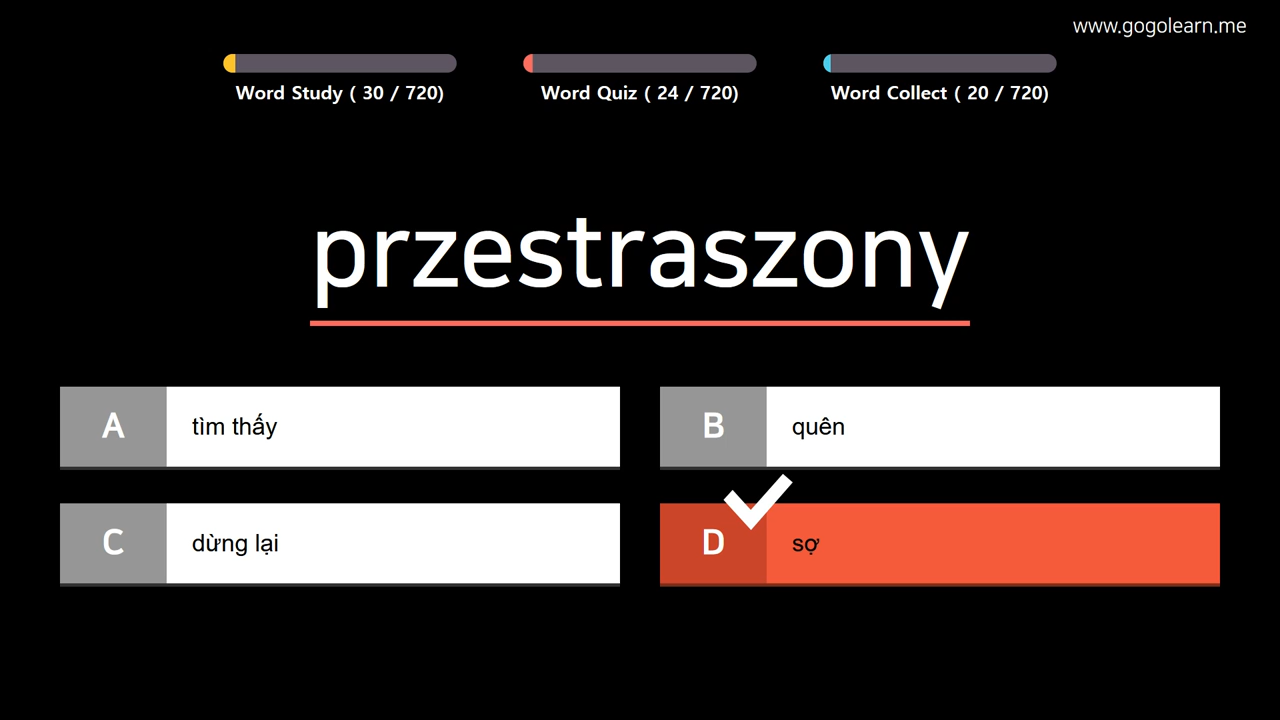 www.gogolearn.me
Word Study ( 30 / 720)
Word Quiz ( 24 / 720)
Word Collect ( 20 / 720)
przestraszony
A tìm thấy
B quên
C dừng lại
D sợ